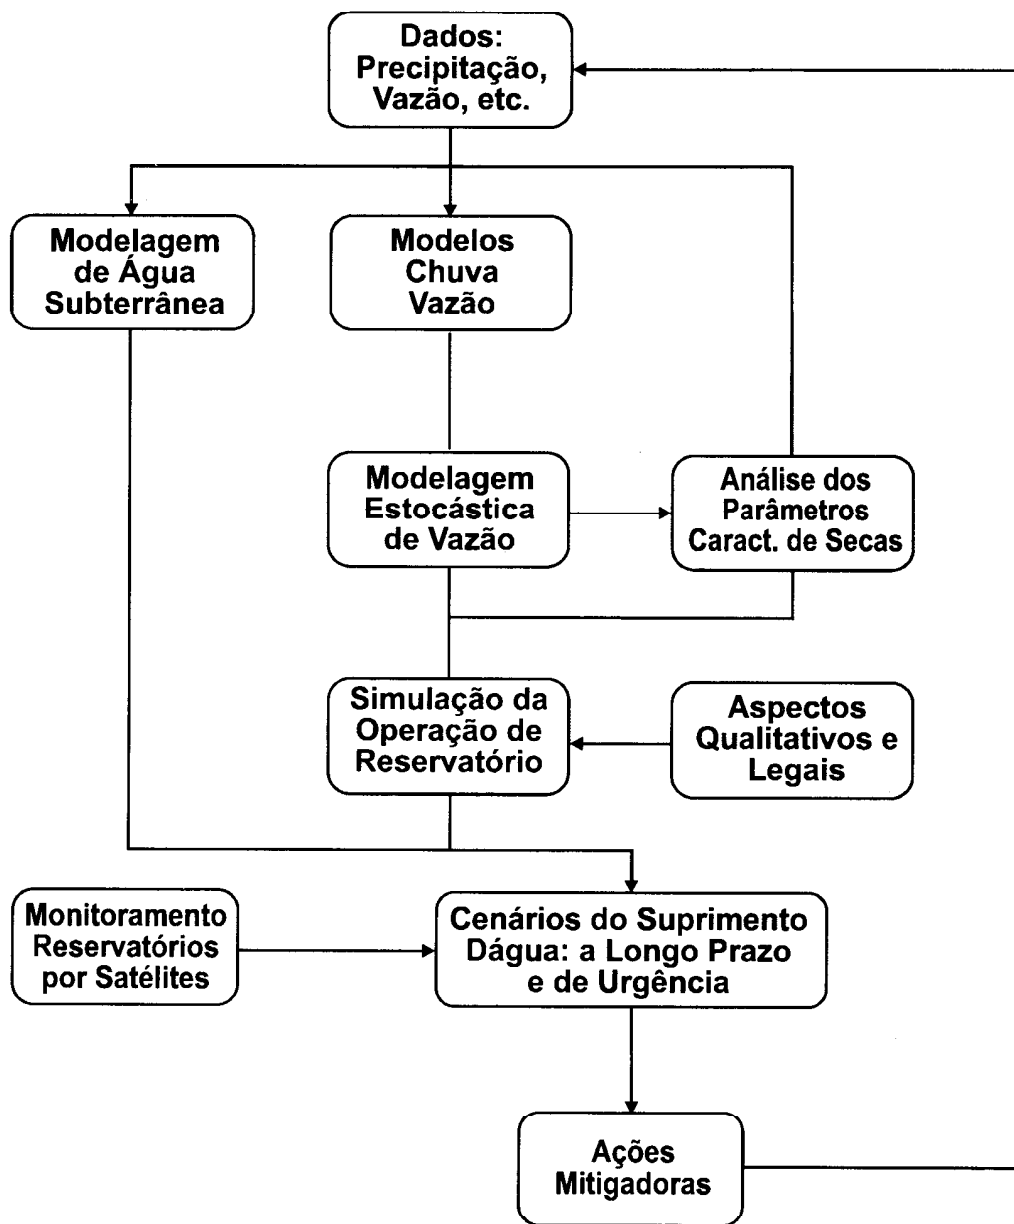 Dados:
Precipitação,
Vazão, etc.
Modelagem
de Água
Subterrânea
Modelos
Chuva
Vazão
Modelagem
Estocástica
de Vazão
Análise dos
Parâmetros
Caract. de Secas
Simulação da
Operação de
Reservatório
Aspectos
Qualitativos e
Legais
Monitoramento
Reservatórios
por Satélites
Cenários do Suprimento
Dágua: a Longo Prazo
e de Urgência
Ações
Mitigadoras